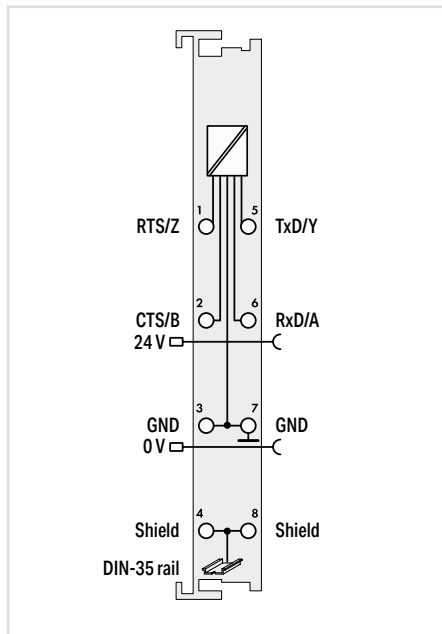 1 5
RTS/Z TxD/Y
2 6
CTS/B RxD/A
24 V
3 7
GND GND
0 V
4 8
Shield Shield
DIN-35 rail